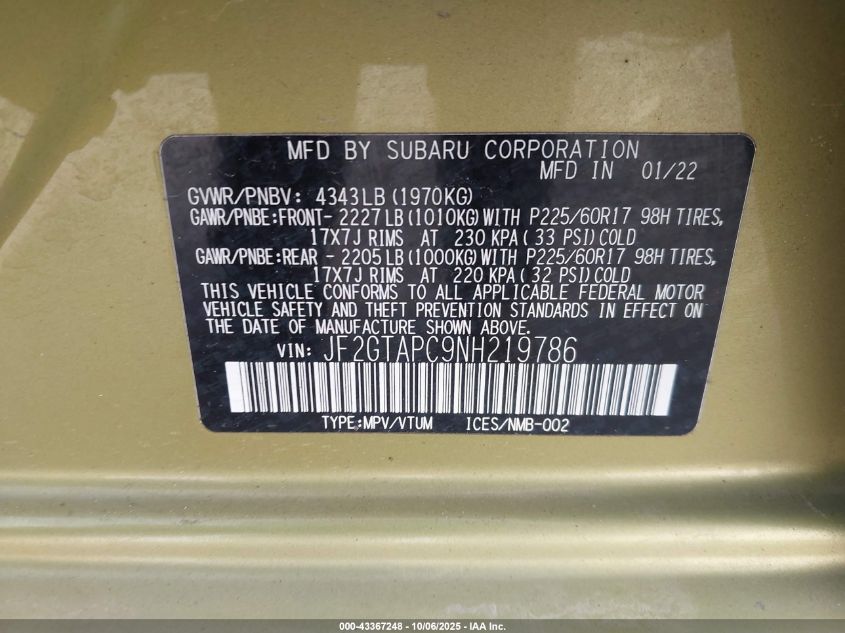 MFD BY SUBARU CORPORATION
MFD IN 01/22
GVWR/PNBV: 4343LB (1970KG)
GAWR/PNBE:FRONT- 2227LB (1010KG) WITH P225/60R17 98H TIRES,
17X7J RIMS AT 230 KPA ( 33 PSI) COLD
GAWR/PNBE:REAR - 2205LB (1000KG) WITH P225/60R17 98H TIRES,
17X7J RIMS AT 220 KPA ( 32 PSI) COLD
THIS VEHICLE CONFORMS TO ALL APPLICABLE FEDERAL MOTOR
VEHICLE SAFETY AND THEFT PREVENTION STANDARDS IN EFFECT ON
THE DATE OF MANUFACTURE SHOWN ABOVE.
VIN: JF2GTAPC9NH219786
TYPE:MPV/VTUM ICES/NMB-002
000-43367248 - 10/06/2025 - IAA Inc.